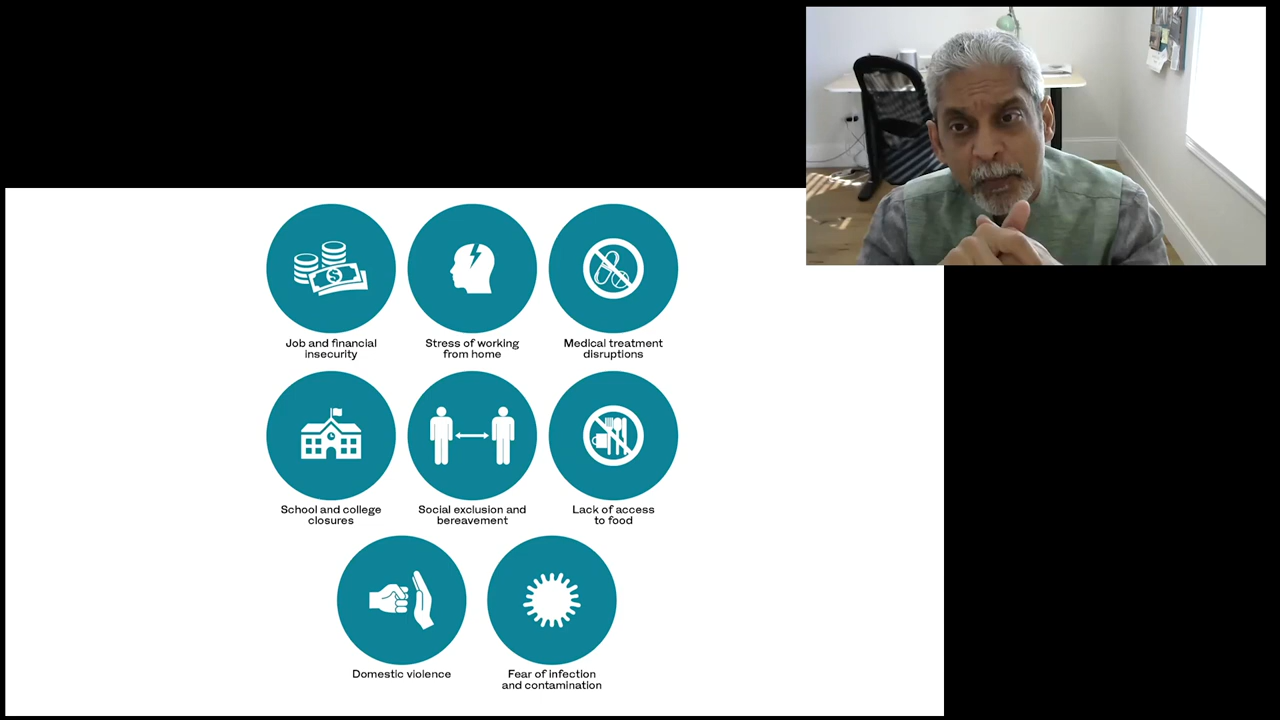 Job and financial
insecurity
Stress of working
from home
Medical treatment
disruptions
School and college
closures
Social exclusion and
bereavement
Lack of access
to food
Domestic violence
Fear of infection
and contamination